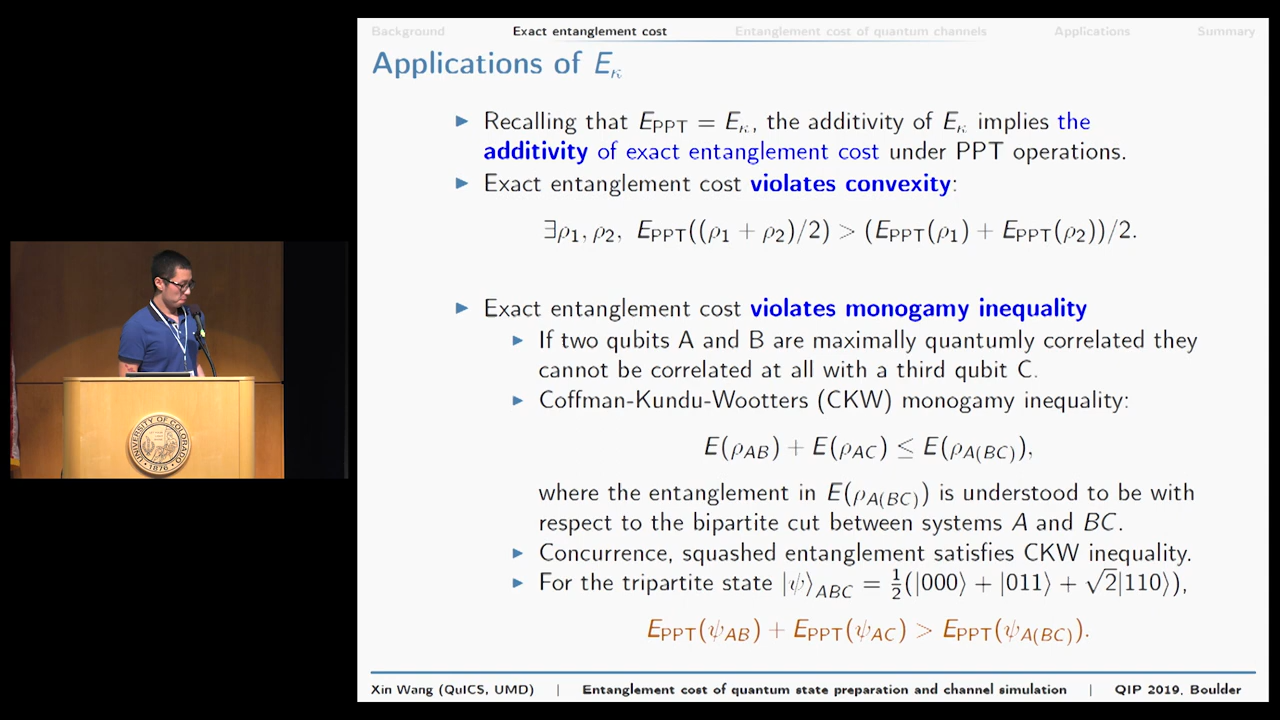 Background Exact entanglement cost Entanglement cost of quantum channels Applications Summary
Applications of Eκ
▶ Recalling that E_PPT = E_κ, the additivity of E_κ implies the
additivity of exact entanglement cost under PPT operations.
▶ Exact entanglement cost violates convexity:
∃ρ₁, ρ₂, E_PPT((ρ₁ + ρ₂)/2) > (E_PPT(ρ₁) + E_PPT(ρ₂))/2.
▶ Exact entanglement cost violates monogamy inequality
▶ If two qubits A and B are maximally quantumly correlated they
cannot be correlated at all with a third qubit C.
▶ Coffman-Kundu-Wootters (CKW) monogamy inequality:
E(ρ_AB) + E(ρ_AC) ≤ E(ρ_A(BC)),
where the entanglement in E(ρ_A(BC)) is understood to be with
respect to the bipartite cut between systems A and BC.
▶ Concurrence, squashed entanglement satisfies CKW inequality.
▶ For the tripartite state |ψ⟩_ABC = ½(|000⟩ + |011⟩ + √2|110⟩),
E_PPT(ψ_AB) + E_PPT(ψ_AC) > E_PPT(ψ_A(BC)).
Xin Wang (QuICS, UMD) | Entanglement cost of quantum state preparation and channel simulation | QIP 2019, Boulder
UNIVERSITY OF COLORADO
1876